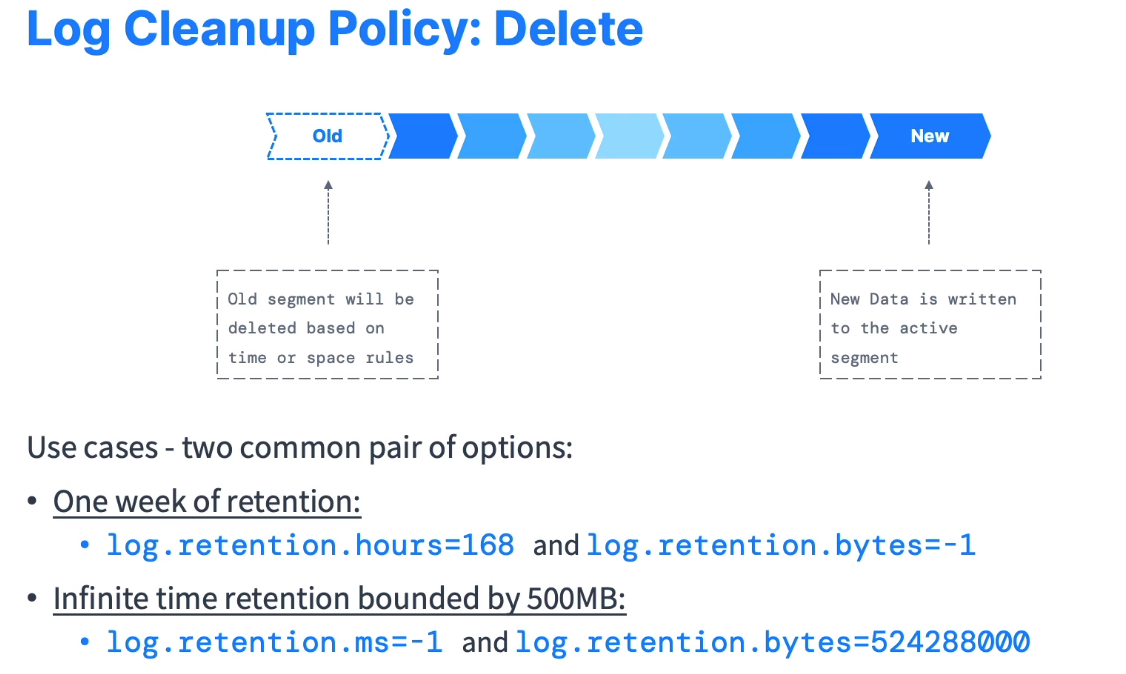 Log Cleanup Policy: Delete
Old
New
Old segment will be
deleted based on
time or space rules
New Data is written
to the active
segment
Use cases - two common pair of options:
• One week of retention:
• log.retention.hours=168 and log.retention.bytes=-1
• Infinite time retention bounded by 500MB:
• log.retention.ms=-1 and log.retention.bytes=524288000